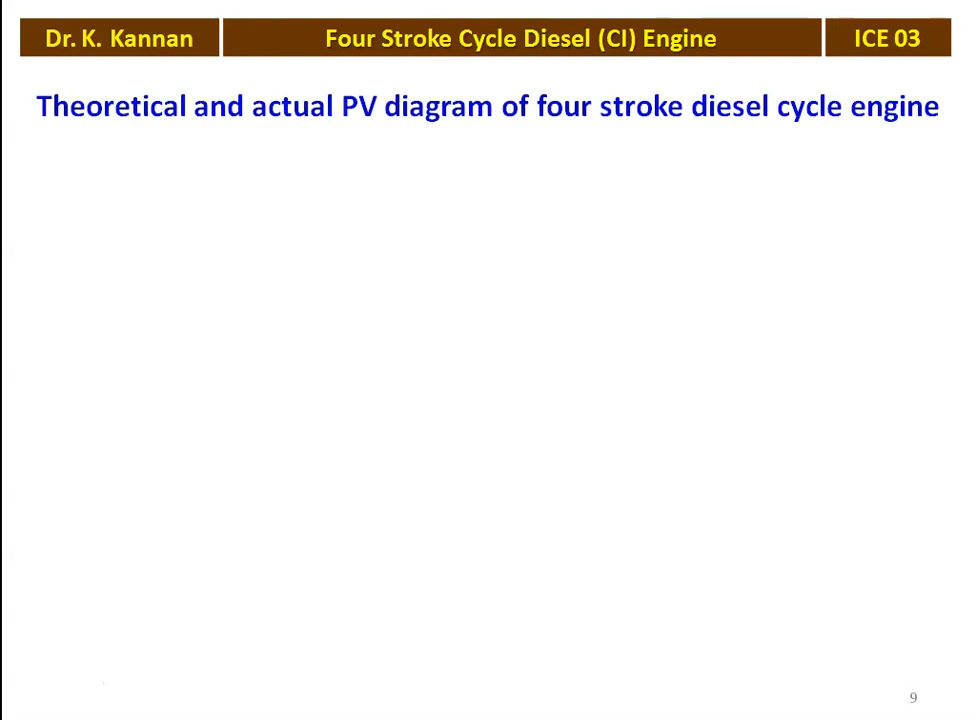 Dr. K. Kannan
Four Stroke Cycle Diesel (CI) Engine
ICE 03
Theoretical and actual PV diagram of four stroke diesel cycle engine
9